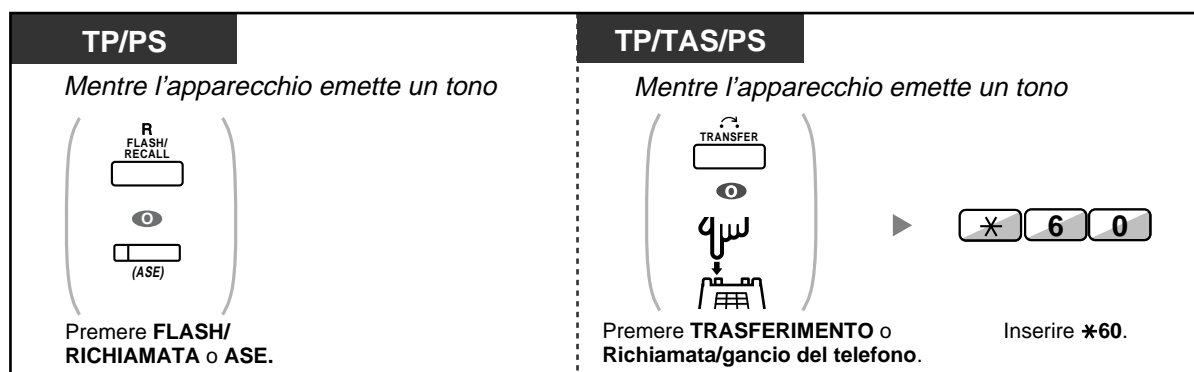 TP/PS
Mentre l'apparecchio emette un tono
R
FLASH/
RECALL
O
(ASE)
Premere FLASH/
RICHIAMATA o ASE.
TP/TAS/PS
Mentre l'apparecchio emette un tono
TRANSFER
O
Premere TRASFERIMENTO o
Richiamata/gancio del telefono.
* 6 0
Inserire *60.